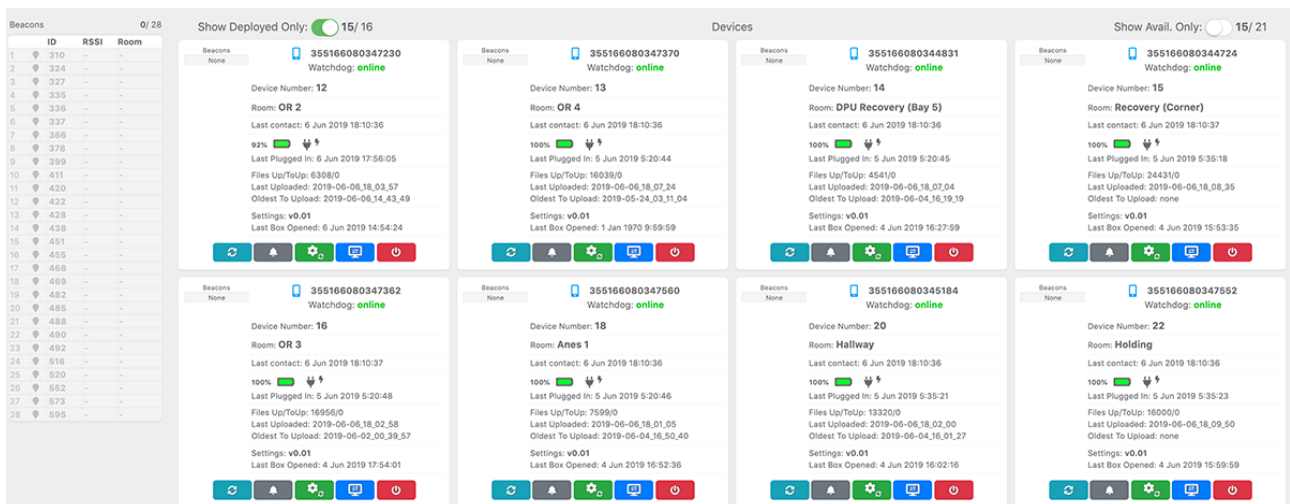 Beacons 0/ 28
ID RSSI Room
1 310 - -
2 324 - -
3 327 - -
4 335 - -
5 336 - -
6 337 - -
7 366 - -
8 378 - -
9 399 - -
10 411 - -
11 420 - -
12 422 - -
13 428 - -
14 438 - -
15 451 - -
16 455 - -
17 468 - -
18 469 - -
19 482 - -
20 485 - -
21 488 - -
22 490 - -
23 492 - -
24 516 - -
25 520 - -
26 552 - -
27 573 - -
28 595 - -
Show Deployed Only: 15/ 16
Devices
Show Avail. Only: 15/ 21
Beacons
None
355166080347230
Watchdog: online
Device Number: 12
Room: OR 2
Last contact: 6 Jun 2019 18:10:36
92%
Last Plugged In: 6 Jun 2019 17:56:05
Files Up/ToUp: 6308/0
Last Uploaded: 2019-06-06_18_03_57
Oldest To Upload: 2019-06-06_14_43_49
Settings: v0.01
Last Box Opened: 6 Jun 2019 14:54:24
Beacons
None
355166080347370
Watchdog: online
Device Number: 13
Room: OR 4
Last contact: 6 Jun 2019 18:10:36
100%
Last Plugged In: 5 Jun 2019 5:20:44
Files Up/ToUp: 16039/0
Last Uploaded: 2019-06-06_18_07_24
Oldest To Upload: 2019-05-24_03_11_04
Settings: v0.01
Last Box Opened: 1 Jan 1970 9:59:59
Beacons
None
355166080344831
Watchdog: online
Device Number: 14
Room: DPU Recovery (Bay 5)
Last contact: 6 Jun 2019 18:10:36
100%
Last Plugged In: 5 Jun 2019 5:20:45
Files Up/ToUp: 4541/0
Last Uploaded: 2019-06-06_18_07_04
Oldest To Upload: 2019-06-04_16_19_19
Settings: v0.01
Last Box Opened: 4 Jun 2019 16:27:59
Beacons
None
355166080344724
Watchdog: online
Device Number: 15
Room: Recovery (Corner)
Last contact: 6 Jun 2019 18:10:37
100%
Last Plugged In: 5 Jun 2019 5:35:18
Files Up/ToUp: 24431/0
Last Uploaded: 2019-06-06_18_08_35
Oldest To Upload: none
Settings: v0.01
Last Box Opened: 4 Jun 2019 15:53:35
Beacons
None
355166080347362
Watchdog: online
Device Number: 16
Room: OR 3
Last contact: 6 Jun 2019 18:10:37
100%
Last Plugged In: 5 Jun 2019 5:20:48
Files Up/ToUp: 16956/0
Last Uploaded: 2019-06-06_18_02_58
Oldest To Upload: 2019-06-02_00_39_57
Settings: v0.01
Last Box Opened: 4 Jun 2019 17:54:01
Beacons
None
355166080347560
Watchdog: online
Device Number: 18
Room: Anes 1
Last contact: 6 Jun 2019 18:10:36
100%
Last Plugged In: 5 Jun 2019 5:20:46
Files Up/ToUp: 7599/0
Last Uploaded: 2019-06-06_18_01_05
Oldest To Upload: 2019-06-04_16_50_40
Settings: v0.01
Last Box Opened: 4 Jun 2019 16:52:36
Beacons
None
355166080345184
Watchdog: online
Device Number: 20
Room: Hallway
Last contact: 6 Jun 2019 18:10:36
100%
Last Plugged In: 5 Jun 2019 5:35:21
Files Up/ToUp: 13320/0
Last Uploaded: 2019-06-06_18_02_00
Oldest To Upload: 2019-06-04_16_01_27
Settings: v0.01
Last Box Opened: 4 Jun 2019 16:02:16
Beacons
None
355166080347552
Watchdog: online
Device Number: 22
Room: Holding
Last contact: 6 Jun 2019 18:10:36
100%
Last Plugged In: 5 Jun 2019 5:35:23
Files Up/ToUp: 16000/0
Last Uploaded: 2019-06-06_18_09_50
Oldest To Upload: none
Settings: v0.01
Last Box Opened: 4 Jun 2019 15:59:59